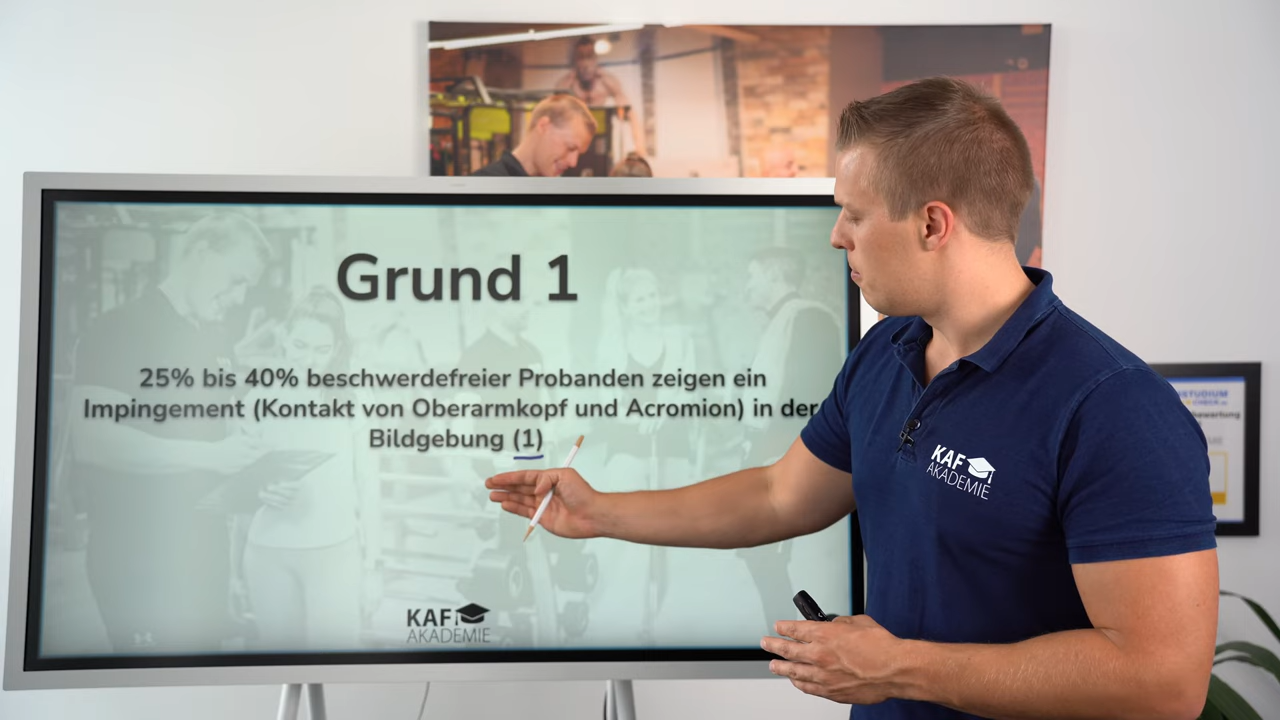 Grund 1
25% bis 40% beschwerdefreier Probanden zeigen ein
Impingement (Kontakt von Oberarmkopf und Acromion) in der
Bildgebung (1)
KAF
AKADEMIE
KAF
AKADEMIE